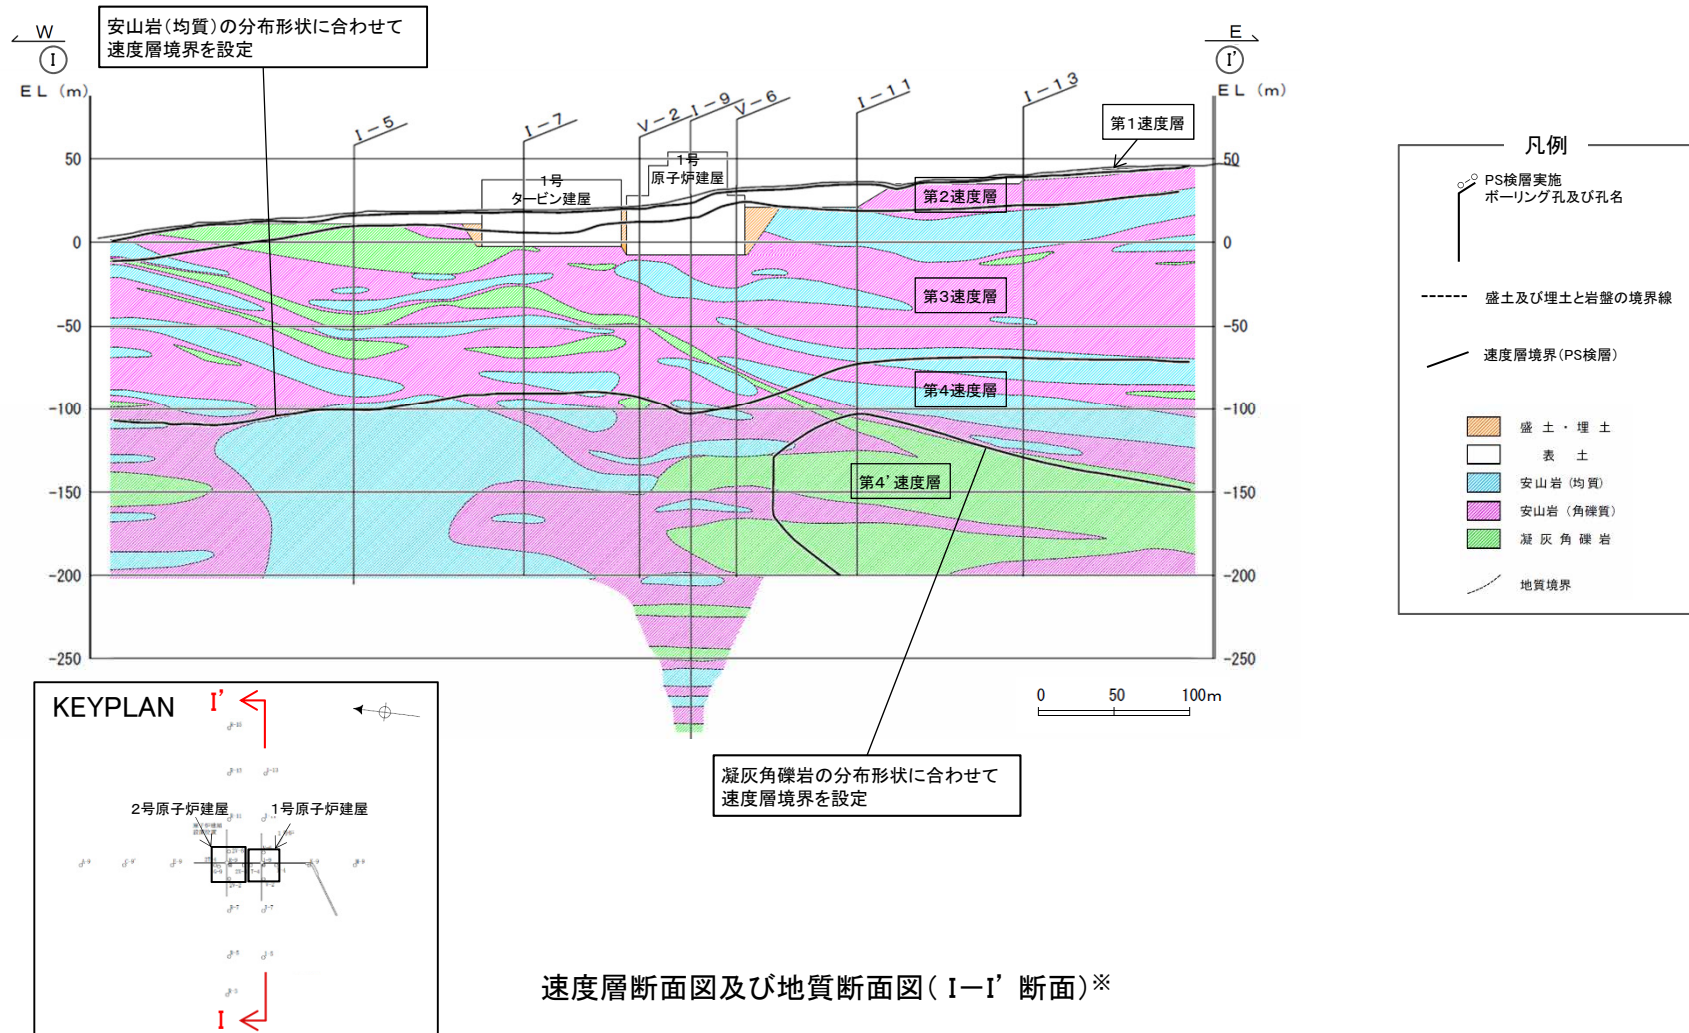 安山岩(均質)の分布形状に合わせて
速度層境界を設定
W
I
E
I'
EL (m)
EL (m)
I-5
I-7
V-2
I-9
V-6
I-11
I-13
第1速度層
50
0
-50
-100
-150
-200
-250
50
0
-50
-100
-150
-200
-250
1号
タービン建屋
1号
原子炉建屋
第2速度層
第3速度層
第4速度層
第4'速度層
凡例
PS検層実施
ボーリング孔及び孔名
盛土及び埋土と岩盤の境界線
速度層境界(PS検層)
盛土・埋土
表土
安山岩(均質)
安山岩(角礫質)
凝灰角礫岩
地質境界
0 50 100m
凝灰角礫岩の分布形状に合わせて
速度層境界を設定
KEYPLAN
I'
2号原子炉建屋
1号原子炉建屋
I
速度層断面図及び地質断面図(I-I' 断面)※